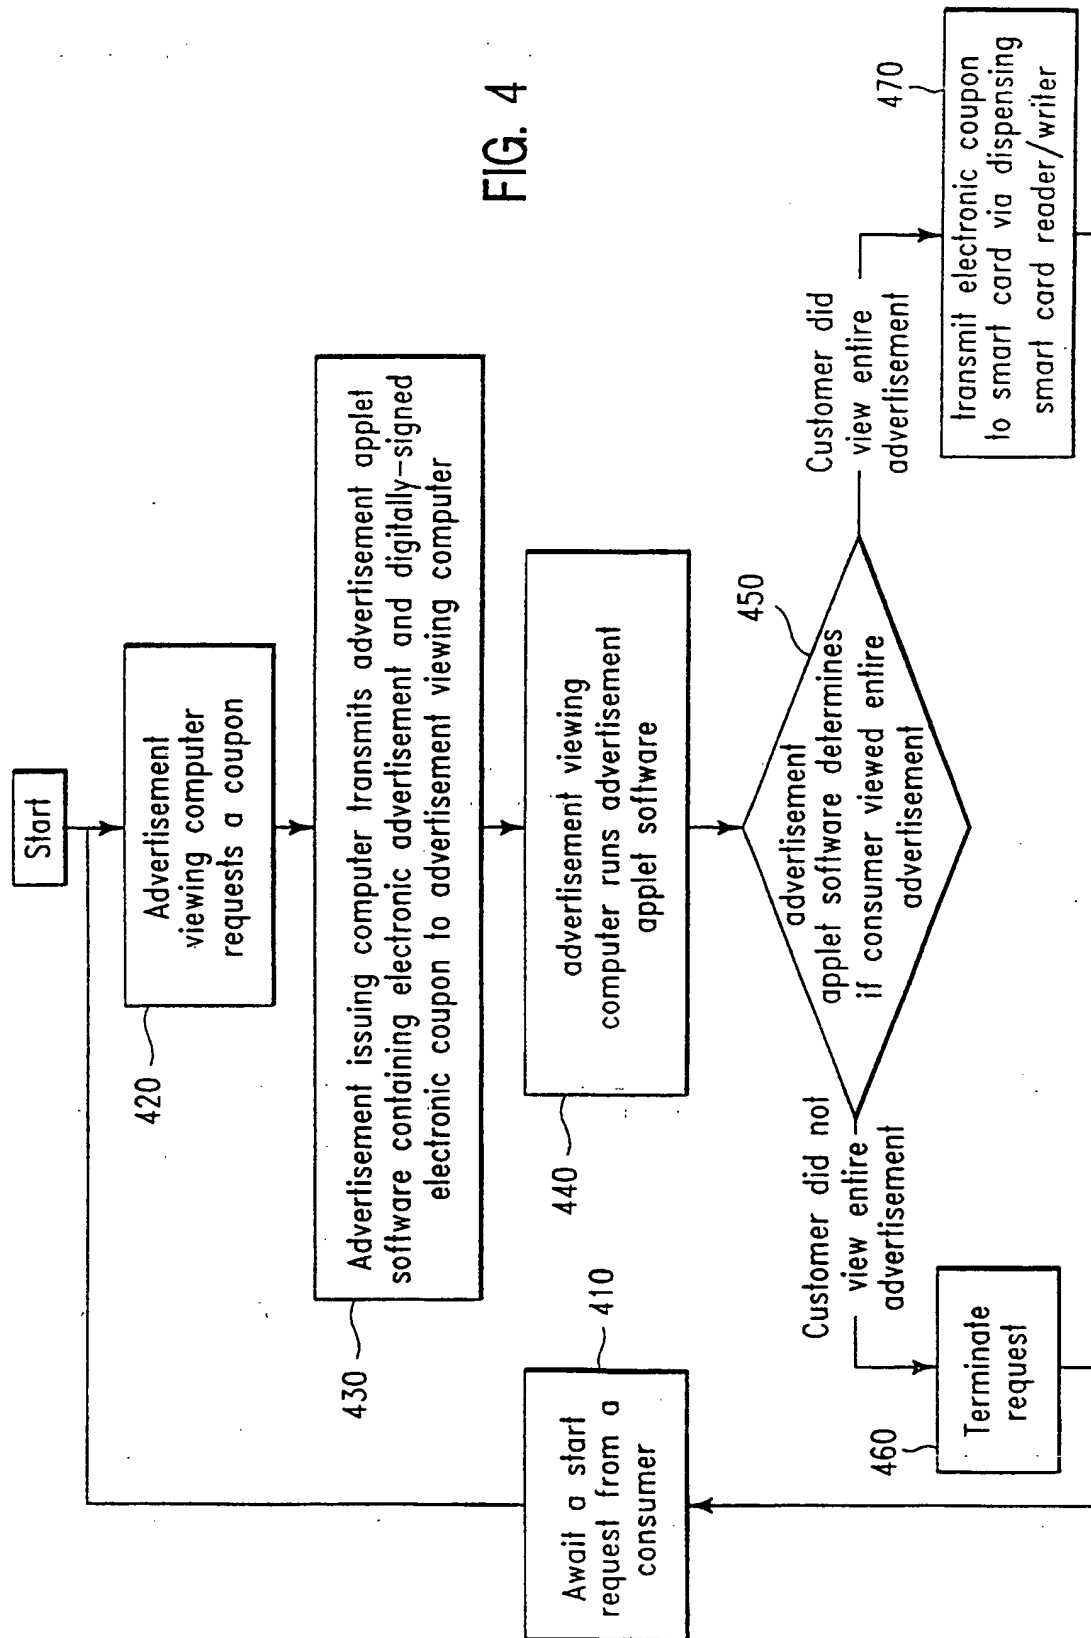 FIG. 4
Start
Advertisement
viewing computer
requests a coupon
420
Advertisement issuing computer transmits advertisement applet
software containing electronic advertisement and digitally-signed
electronic coupon to advertisement viewing computer
430
advertisement viewing
computer runs advertisement
applet software
440
Await a start
request from a
consumer
410
advertisement
applet software determines
if consumer viewed entire
advertisement
450
Customer did not
view entire
advertisement
Customer did
view entire
advertisement
Terminate
request
460
transmit electronic coupon
to smart card via dispensing
smart card reader/writer
470